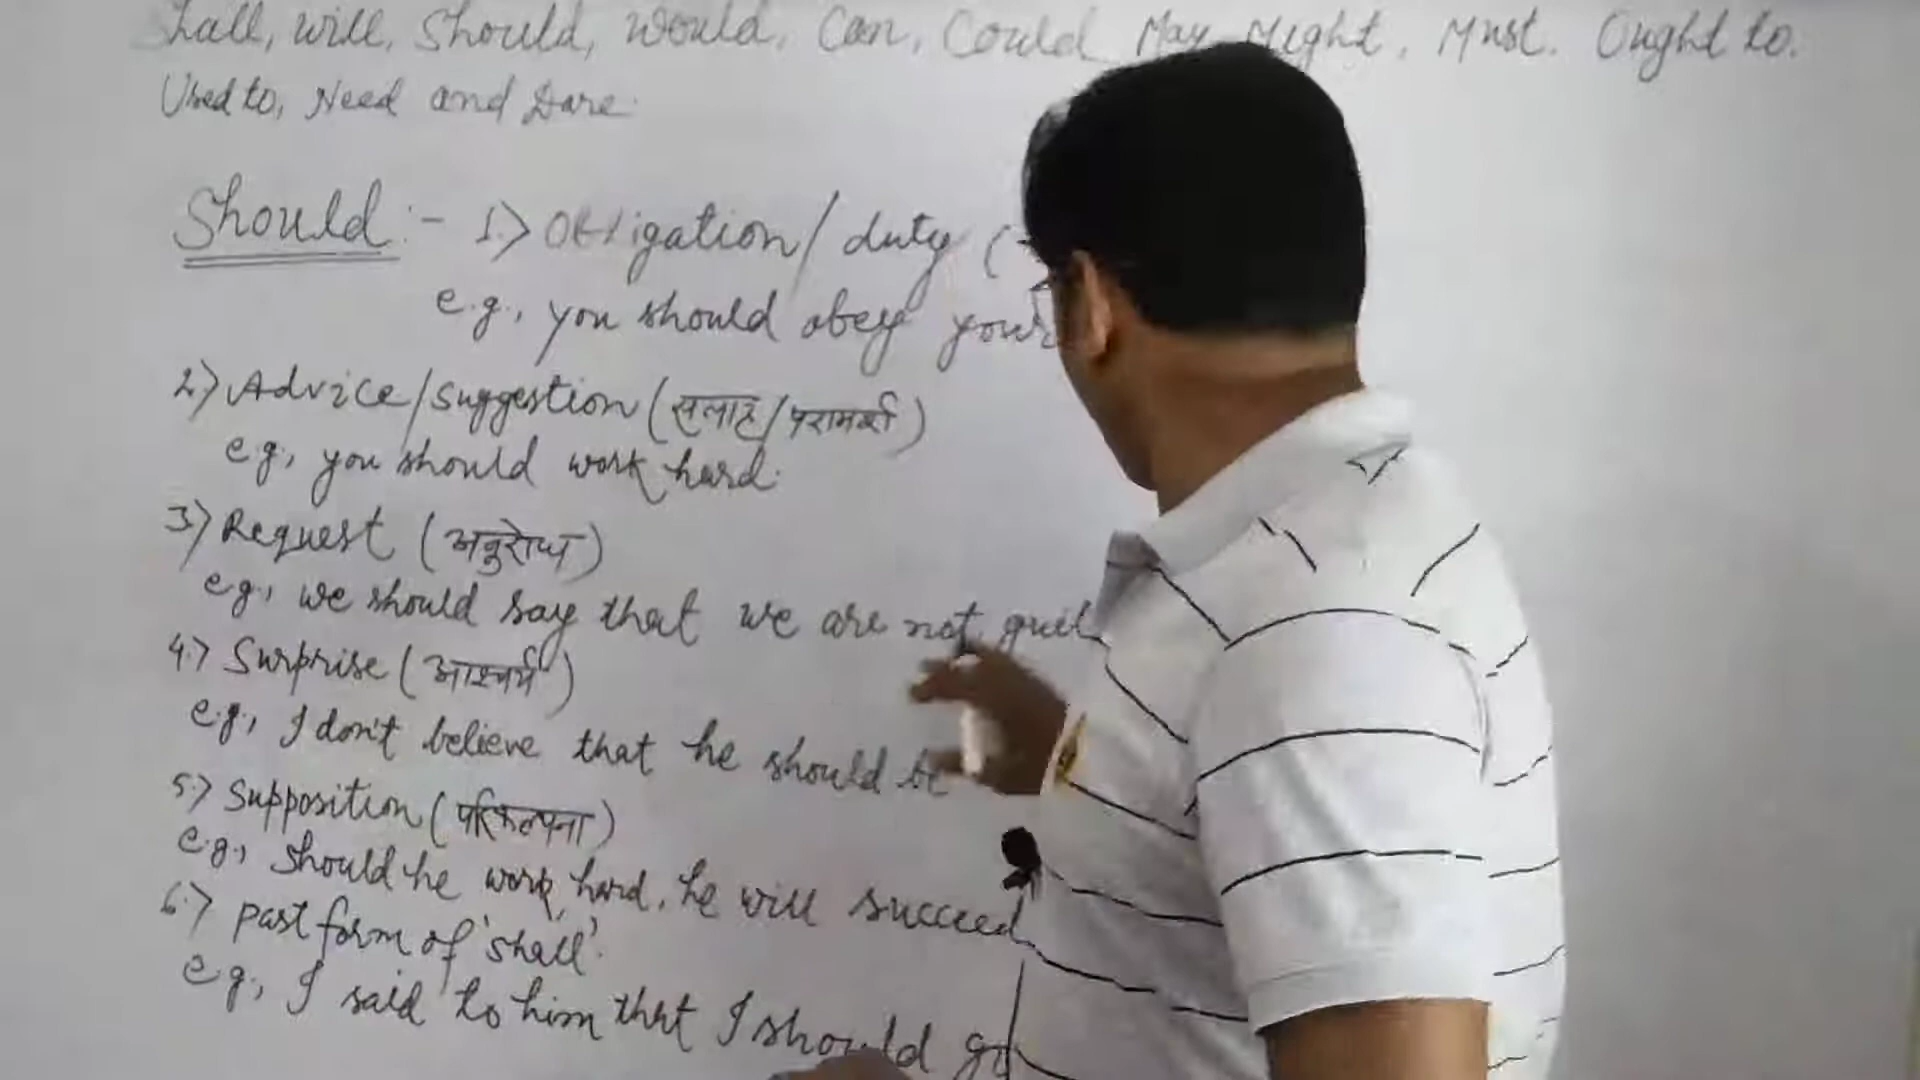 Shall, will, Should, Would, Can, Could May Might, Must. Ought to.
Used to, Need and Dare.
Should :- 1.> Obligation/ duty (
e.g., you should obey your
2.> Advice/suggestion (सलाह/परामर्श)
e.g., you should work hard.
3.> Request (अनुरोध)
e.g., we should say that we are not
4.> Surprise (आश्चर्य)
e.g., I don't believe that he should be
5.> Supposition (परिकल्पना)
e.g., should he work hard, he will succeed
6.> past form of 'shall'.
e.g., I said to him that I should go